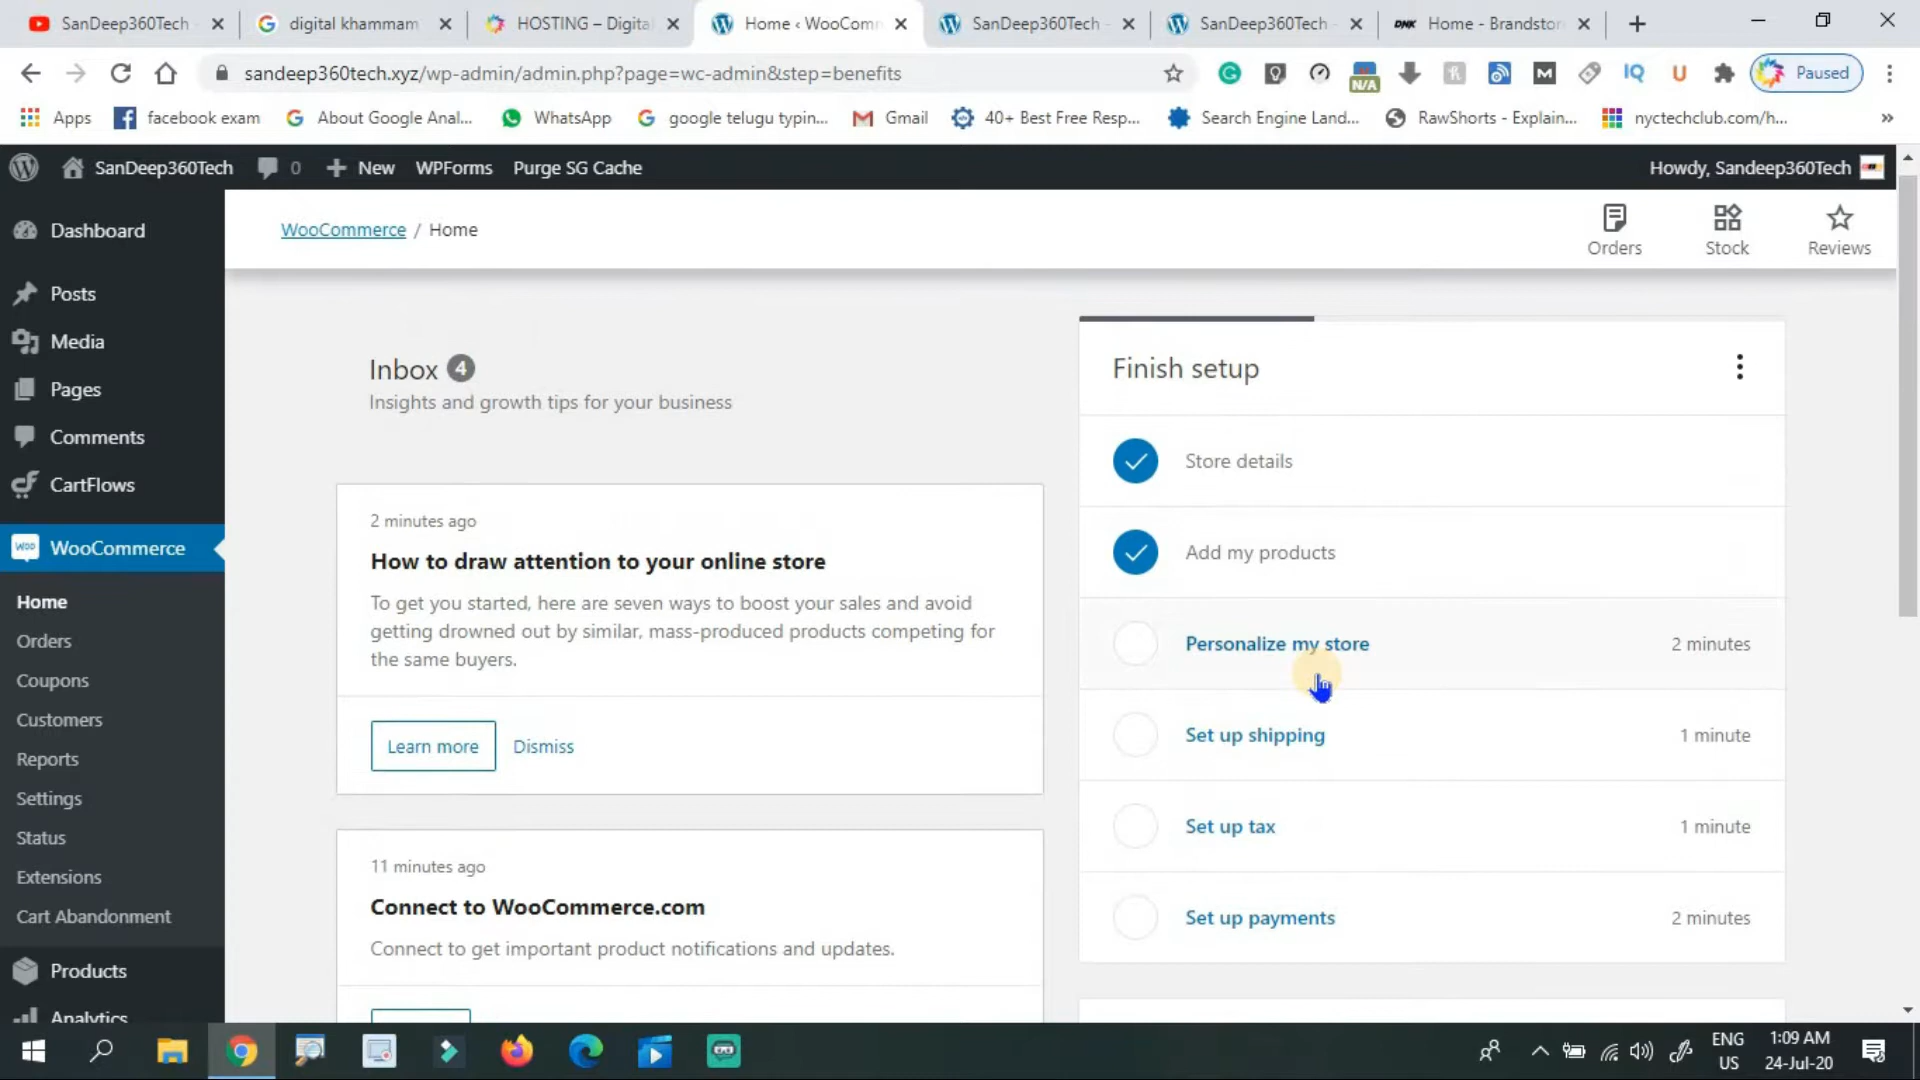 SanDeep360Tech -
digital khammam
HOSTING – Digita
Home ‹ WooComm
SanDeep360Tech -
SanDeep360Tech -
DNK Home - Brandstor
sandeep360tech.xyz/wp-admin/admin.php?page=wc-admin&step=benefits
N/A
M
IQ
U
Paused
Apps
facebook exam
About Google Anal...
WhatsApp
google telugu typin...
Gmail
40+ Best Free Resp...
Search Engine Land...
RawShorts - Explain...
nyctechclub.com/h...
»
SanDeep360Tech
0
New
WPForms
Purge SG Cache
Howdy, Sandeep360Tech
Dashboard
Posts
Media
Pages
Comments
CartFlows
WooCommerce
Home
Orders
Coupons
Customers
Reports
Settings
Status
Extensions
Cart Abandonment
Products
Analytics
WooCommerce / Home
Orders
Stock
Reviews
Inbox 4
Insights and growth tips for your business
2 minutes ago
How to draw attention to your online store
To get you started, here are seven ways to boost your sales and avoid
getting drowned out by similar, mass-produced products competing for
the same buyers.
Learn more
Dismiss
11 minutes ago
Connect to WooCommerce.com
Connect to get important product notifications and updates.
Finish setup
Store details
Add my products
Personalize my store 2 minutes
Set up shipping 1 minute
Set up tax 1 minute
Set up payments 2 minutes
ENG
US
1:09 AM
24-Jul-20